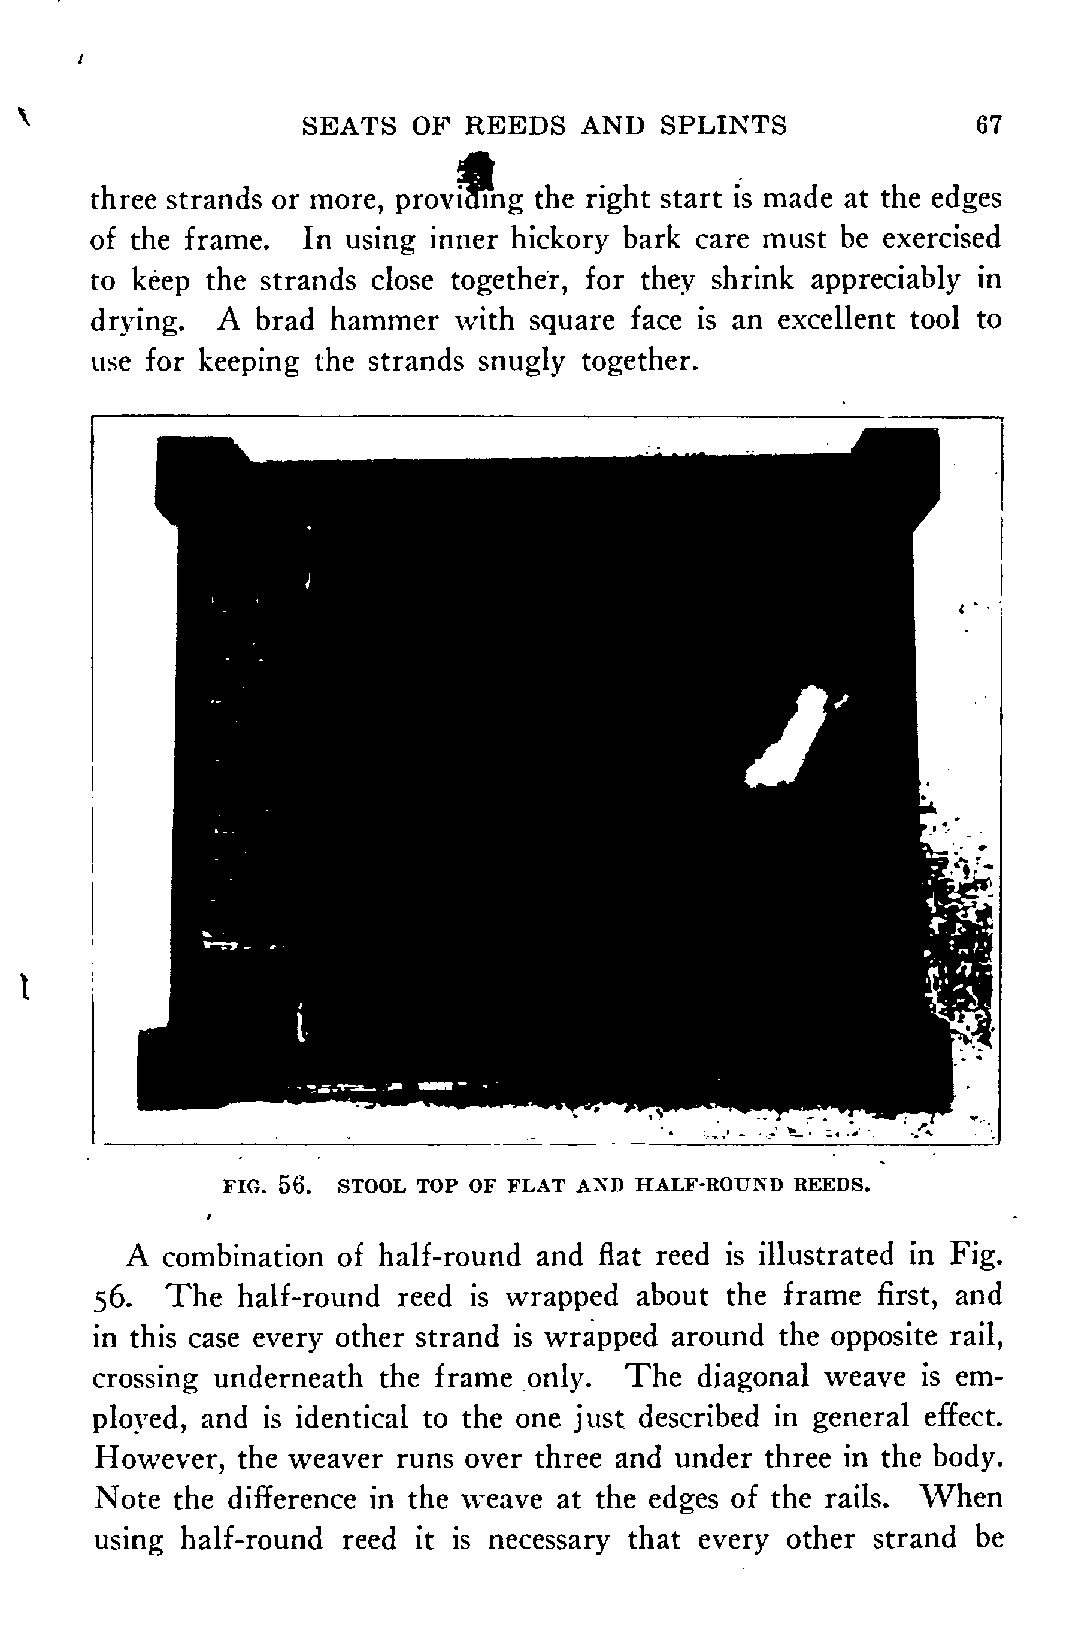 SEATS OF REEDS AND SPLINTS 67
three strands or more, providing the right start is made at the edges
of the frame. In using inner hickory bark care must be exercised
to keep the strands close together, for they shrink appreciably in
drying. A brad hammer with square face is an excellent tool to
use for keeping the strands snugly together.
FIG. 56. STOOL TOP OF FLAT AND HALF-ROUND REEDS.
A combination of half-round and flat reed is illustrated in Fig.
56. The half-round reed is wrapped about the frame first, and
in this case every other strand is wrapped around the opposite rail,
crossing underneath the frame only. The diagonal weave is em-
ployed, and is identical to the one just described in general effect.
However, the weaver runs over three and under three in the body.
Note the difference in the weave at the edges of the rails. When
using half-round reed it is necessary that every other strand be